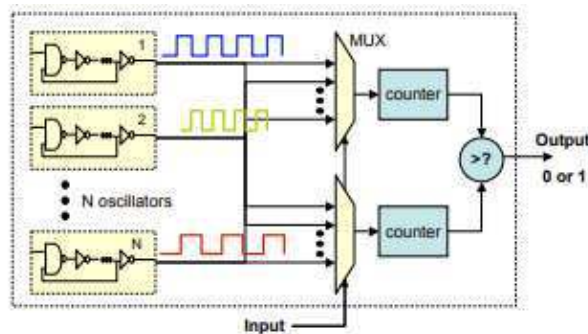 1
MUX
counter
2
Output
>?
0 or 1
N oscillators
N
counter
Input